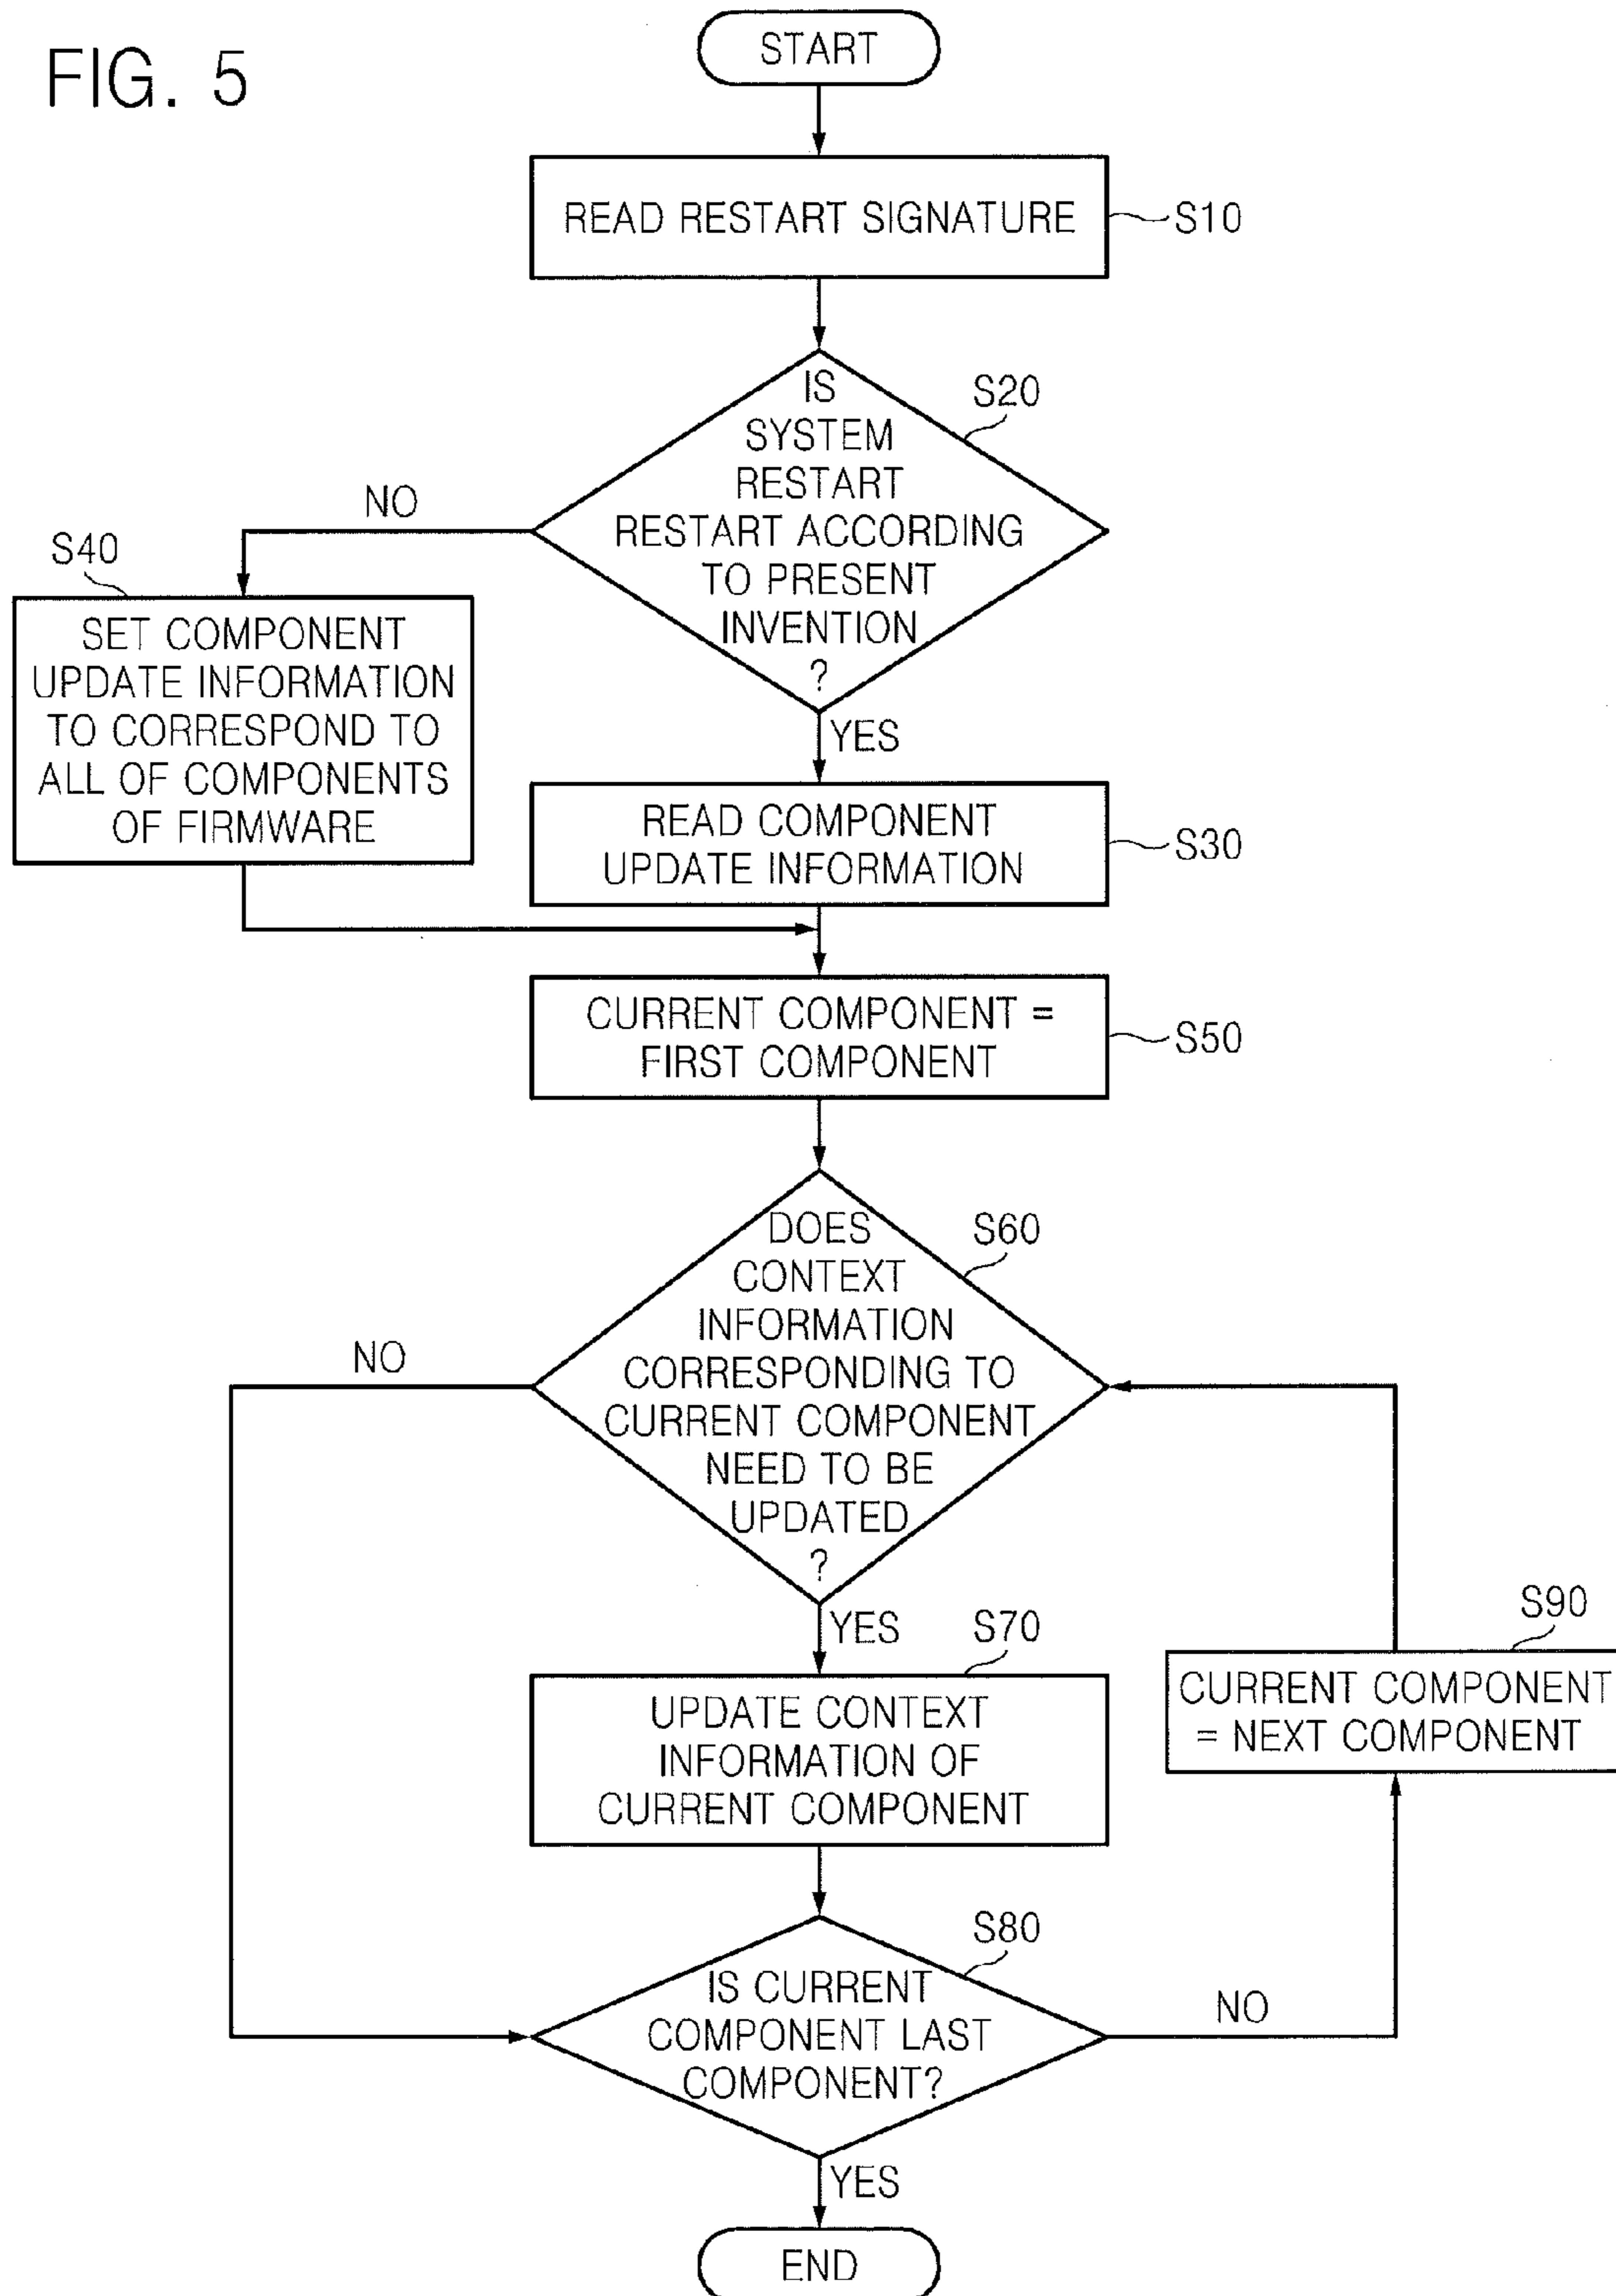 FIG. 5
START
READ RESTART SIGNATURE
S10
IS
SYSTEM
RESTART
RESTART ACCORDING
TO PRESENT
INVENTION
?
S20
NO
YES
S40
SET COMPONENT
UPDATE INFORMATION
TO CORRESPOND TO
ALL OF COMPONENTS
OF FIRMWARE
READ COMPONENT
UPDATE INFORMATION
S30
CURRENT COMPONENT =
FIRST COMPONENT
S50
DOES
CONTEXT
INFORMATION
CORRESPONDING TO
CURRENT COMPONENT
NEED TO BE
UPDATED
?
S60
NO
YES
S70
UPDATE CONTEXT
INFORMATION OF
CURRENT COMPONENT
S90
CURRENT COMPONENT
= NEXT COMPONENT
S80
IS CURRENT
COMPONENT LAST
COMPONENT?
NO
YES
END